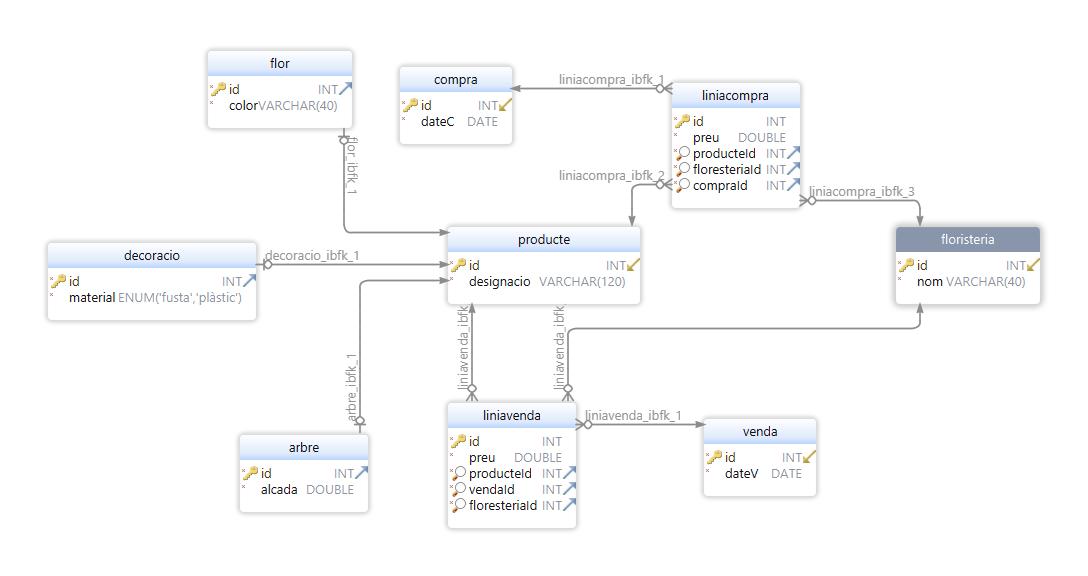 flor
id INT
color VARCHAR(40)
compra
id INT
dateC DATE
liniacompra_ibfk_1
liniacompra
id INT
preu DOUBLE
producteId INT
floresteriaId INT
compraId INT
flor_ibfk_1
liniacompra_ibfk_2
liniacompra_ibfk_3
decoracio
id INT
material ENUM('fusta','plàstic')
decoracio_ibfk_1
producte
id INT
designacio VARCHAR(120)
floristeria
id INT
nom VARCHAR(40)
arbre_ibfk_1
liniavenda_ibfk
liniavenda_ibfk
arbre
id INT
alcada DOUBLE
liniavenda
id INT
preu DOUBLE
producteId INT
vendaId INT
floresteriaId INT
liniavenda_ibfk_1
venda
id INT
dateV DATE